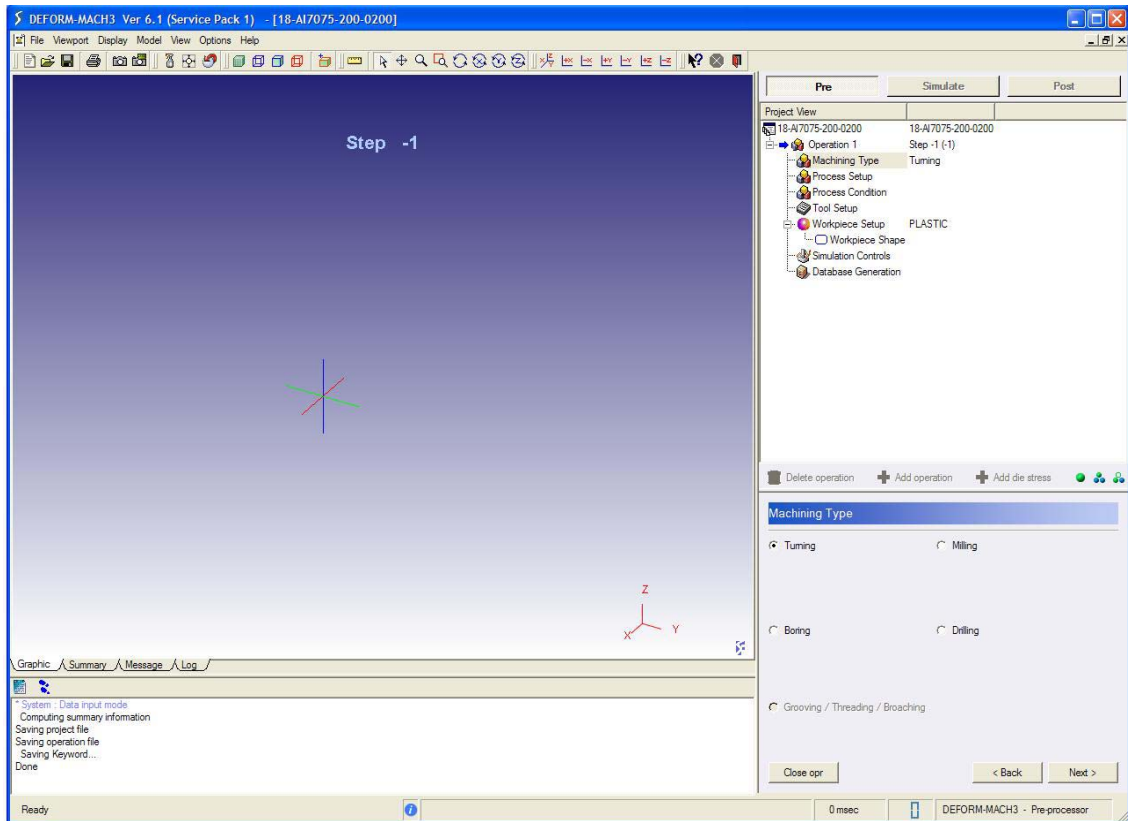 DEFORM-MACH3 Ver 6.1 (Service Pack 1) - [18-Al7075-200-0200]
File Viewport Display Model View Options Help
Pre Simulate Post
Step -1
Project View
18-Al7075-200-0200 18-Al7075-200-0200
Operation 1 Step -1 (-1)
Machining Type Turning
Process Setup
Process Condition
Tool Setup
Workpiece Setup PLASTIC
Workpiece Shape
Simulation Controls
Database Generation
Delete operation Add operation Add die stress
Machining Type
Turning Milling
Boring Drilling
Grooving / Threading / Broaching
Close opr < Back Next >
Z
X Y
Graphic Summary Message Log
* System : Data input mode
Computing summary information
Saving project file
Saving operation file
Saving Keyword...
Done
Ready 0 msec DEFORM-MACH3 - Pre-processor